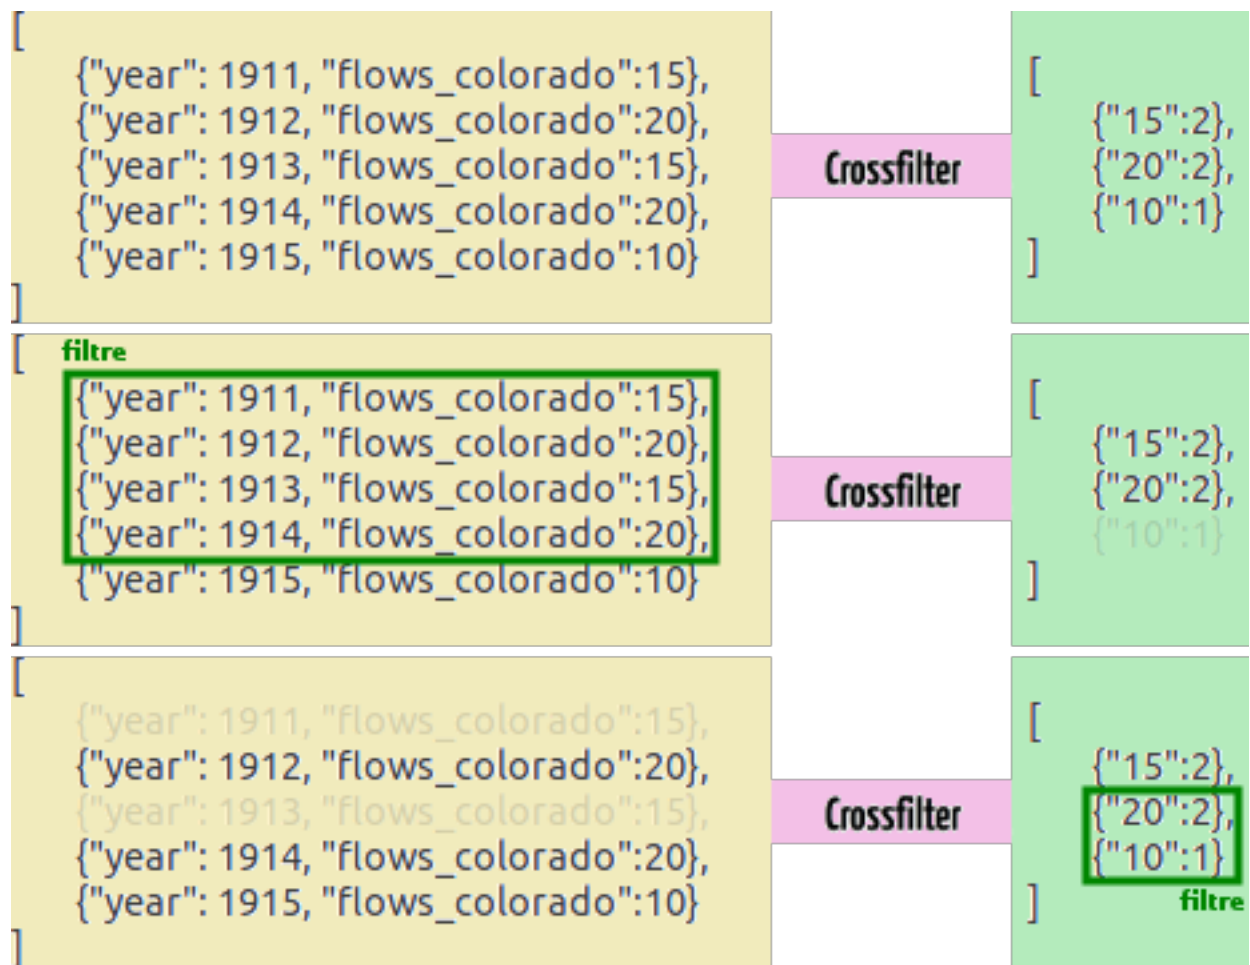 [
{"year": 1911, "flows_colorado":15},
{"year": 1912, "flows_colorado":20},
{"year": 1913, "flows_colorado":15},
{"year": 1914, "flows_colorado":20},
{"year": 1915, "flows_colorado":10}
]
Crossfilter
[
{"15":2},
{"20":2},
{"10":1}
]
[
filtre
{"year": 1911, "flows_colorado":15},
{"year": 1912, "flows_colorado":20},
{"year": 1913, "flows_colorado":15},
{"year": 1914, "flows_colorado":20},
{"year": 1915, "flows_colorado":10}
]
Crossfilter
[
{"15":2},
{"20":2},
{"10":1}
]
[
{"year": 1911, "flows_colorado":15},
{"year": 1912, "flows_colorado":20},
{"year": 1913, "flows_colorado":15},
{"year": 1914, "flows_colorado":20},
{"year": 1915, "flows_colorado":10}
]
Crossfilter
[
{"15":2},
{"20":2},
{"10":1}
]
filtre